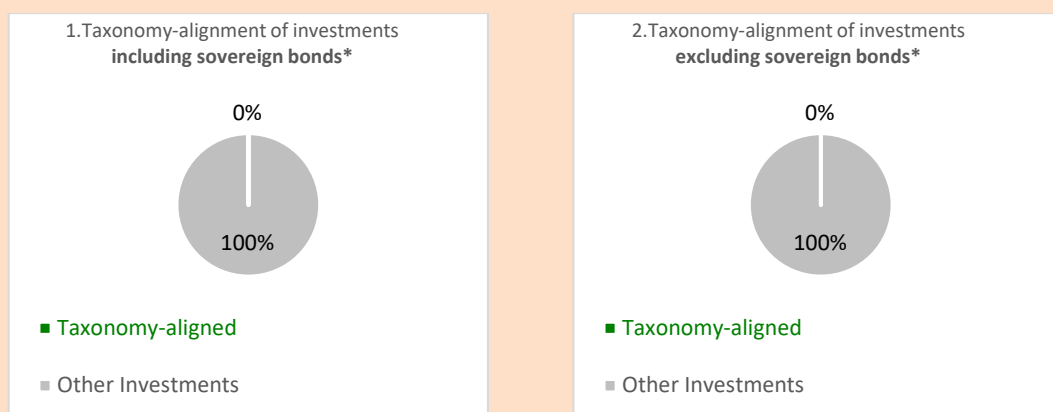 1.Taxonomy-alignment of investments
including sovereign bonds*
0%
100%
Taxonomy-aligned
Other Investments
2.Taxonomy-alignment of investments
excluding sovereign bonds*
0%
100%
Taxonomy-aligned
Other Investments